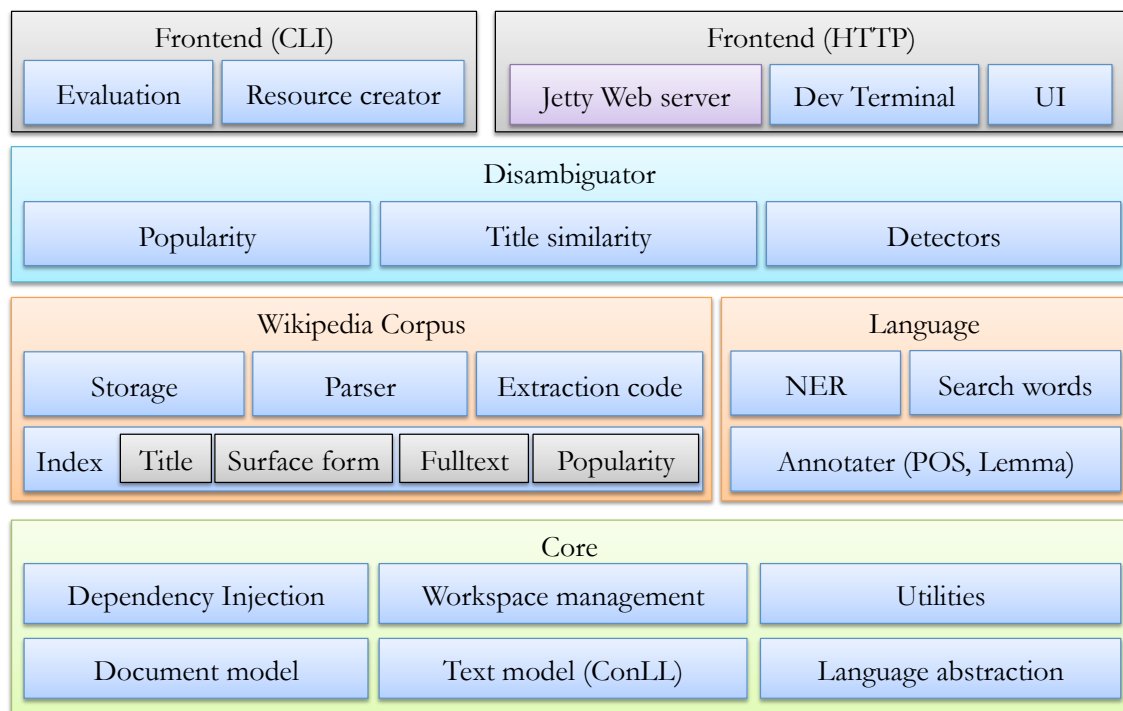 Frontend (CLI)
Evaluation
Resource creator
Frontend (HTTP)
Jetty Web server
Dev Terminal
UI
Disambiguator
Popularity
Title similarity
Detectors
Wikipedia Corpus
Storage
Parser
Extraction code
Index
Title
Surface form
Fulltext
Popularity
Language
NER
Search words
Annotater (POS, Lemma)
Core
Dependency Injection
Workspace management
Utilities
Document model
Text model (ConLL)
Language abstraction